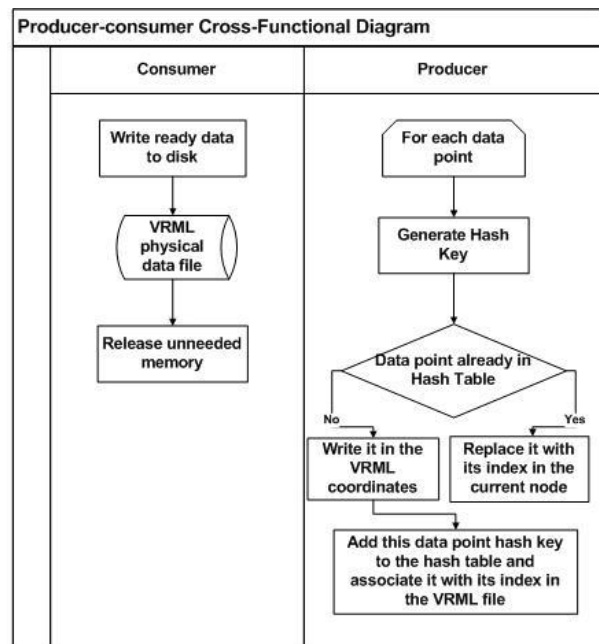 Producer-consumer Cross-Functional Diagram
Consumer
Producer
Write ready data
to disk
VRML
physical
data file
Release unneeded
memory
For each data
point
Generate Hash
Key
Data point already in
Hash Table
No
Yes
Write it in the
VRML
coordinates
Replace it with
its index in the
current node
Add this data point hash key
to the hash table and
associate it with its index in
the VRML file